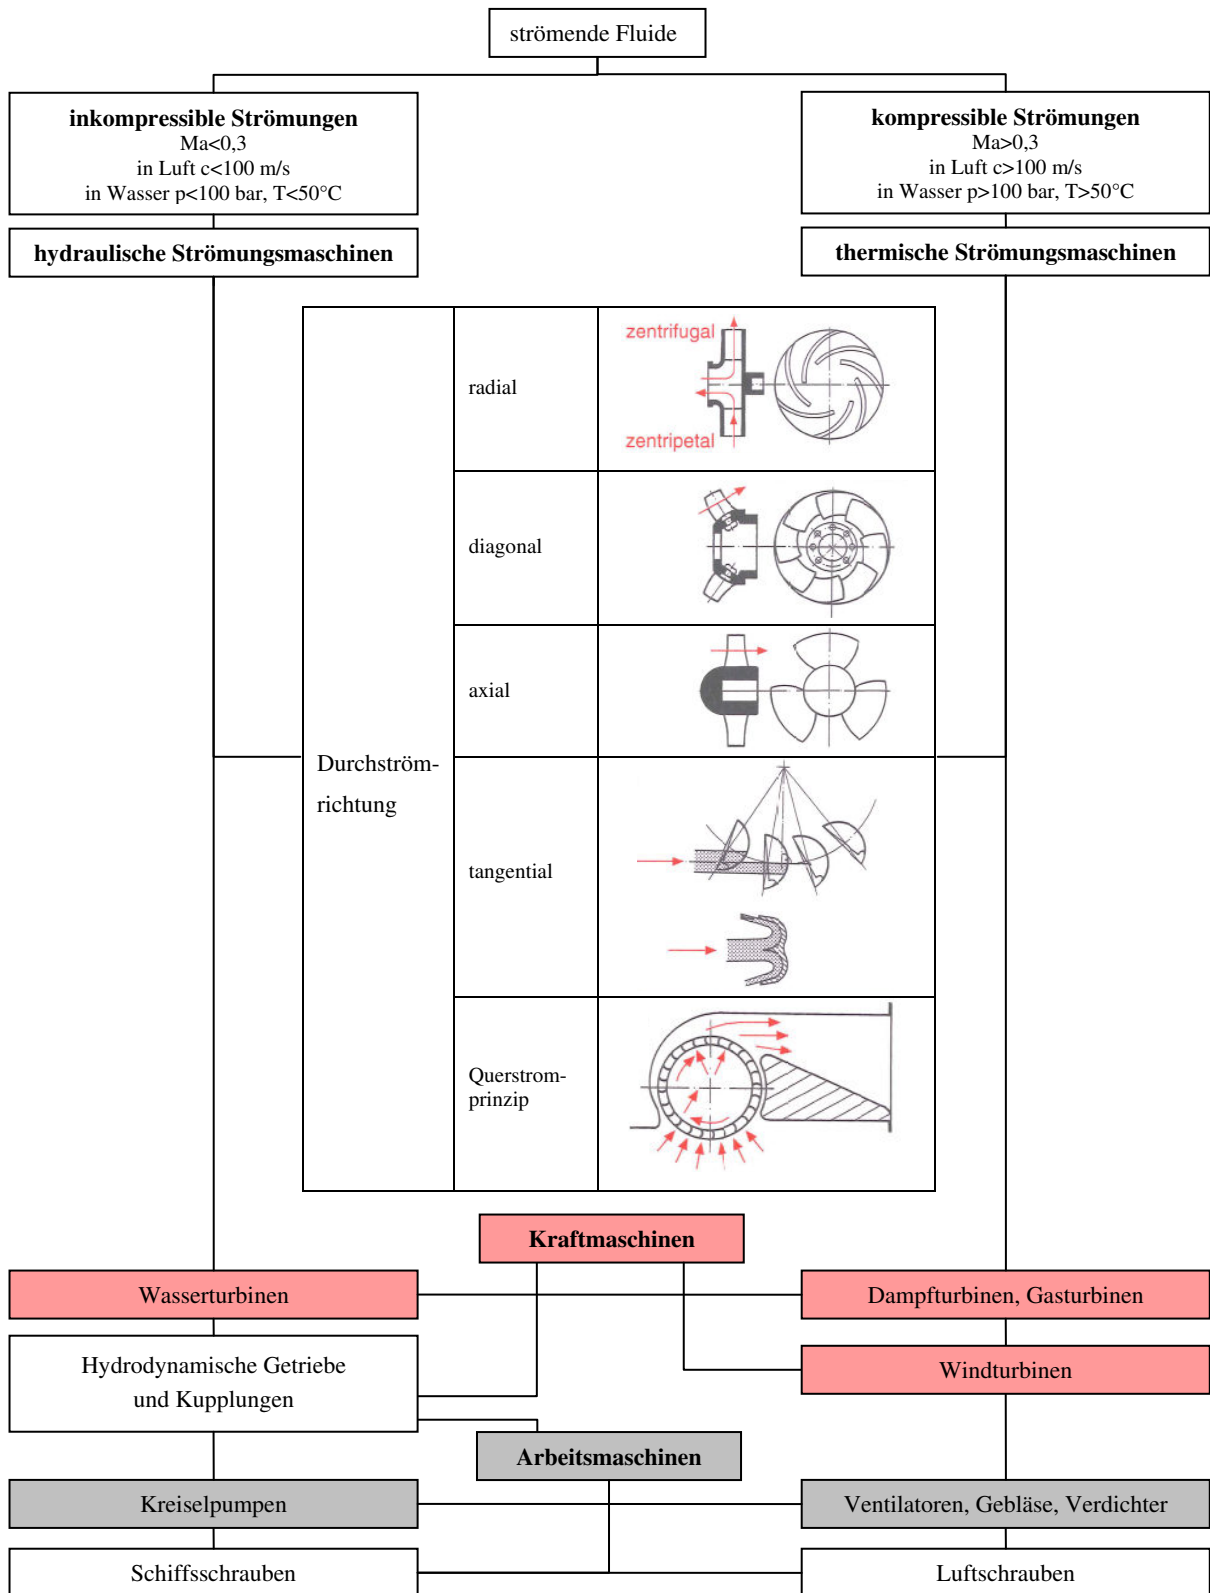 strömende Fluide
inkompressible Strömungen
Ma<0,3
in Luft c<100 m/s
in Wasser p<100 bar, T<50°C
kompressible Strömungen
Ma>0,3
in Luft c>100 m/s
in Wasser p>100 bar, T>50°C
hydraulische Strömungsmaschinen
thermische Strömungsmaschinen
Durchström-
richtung
radial
zentrifugal
zentripetal
diagonal
axial
tangential
Querstrom-
prinzip
Kraftmaschinen
Wasserturbinen
Dampfturbinen, Gasturbinen
Hydrodynamische Getriebe
und Kupplungen
Windturbinen
Arbeitsmaschinen
Kreiselpumpen
Ventilatoren, Gebläse, Verdichter
Schiffsschrauben
Luftschrauben